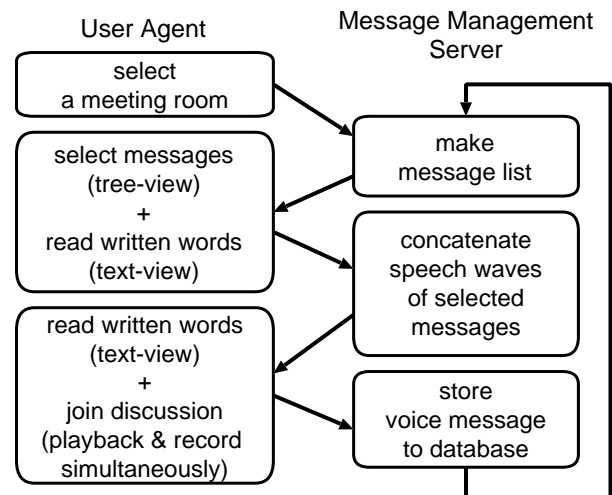 User Agent
Message Management
Server
select
a meeting room
make
message list
select messages
(tree-view)
+
read written words
(text-view)
concatenate
speech waves
of selected
messages
read written words
(text-view)
+
join discussion
(playback & record
simultaneously)
store
voice message
to database